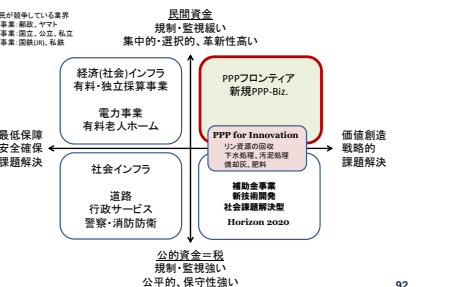 民が競争している業界
事業:郵政、ヤマト
事業:国立、公立、私立
事業:国鉄(JR)、私鉄
民間資金
規制・監視緩い
集中的・選択的、革新性高い
経済(社会)インフラ
有料・独立採算事業
電力事業
有料老人ホーム
PPPフロンティア
新規PPP-Biz.
最低保障
安全確保
課題解決
PPP for Innovation
リン資源の回収
下水処理、汚泥処理
焼却灰、肥料
価値創造
戦略的
課題解決
社会インフラ
道路
行政サービス
警察・消防防衛
補助金事業
新技術開発
社会課題解決型
Horizon 2020
公的資金=税
規制・監視強い
公平的、保守性強い
92